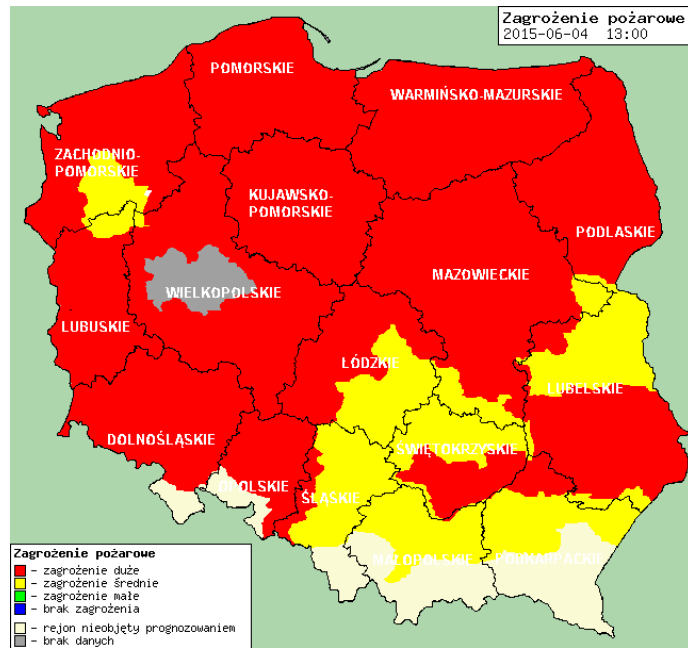 Zagrożenie pożarowe
2015-06-04 13:00
POMORSKIE
WARMIŃSKO-MAZURSKIE
ZACHODNIO-
POMORSKIE
KUJAWSKO-
POMORSKIE
PODLASKIE
MAZOWIECKIE
WIELKOPOLSKIE
LUBUSKIE
ŁÓDZKIE
LUBELSKIE
DOLNOŚLĄSKIE
ŚWIĘTOKRZYSKIE
OPOLSKIE
ŚLĄSKIE
MAŁOPOLSKIE
PODKARPACKIE
Zagrożenie pożarowe
- zagrożenie duże
- zagrożenie średnie
- zagrożenie małe
- brak zagrożenia
- rejon nieobjęty prognozowaniem
- brak danych